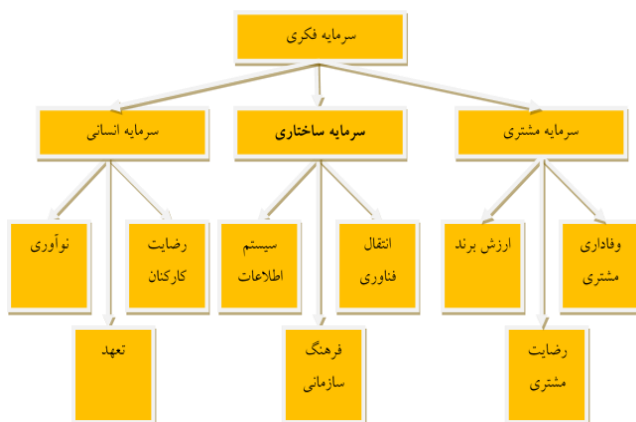 سرمایه فکری
سرمایه مشتری
سرمایه ساختاری
سرمایه انسانی
وفاداری
مشتری
ارزش برند
انتقال
فناوری
سیستم
اطلاعات
رضایت
کارکنان
نوآوری
رضایت
مشتری
فرهنگ
سازمانی
تعهد